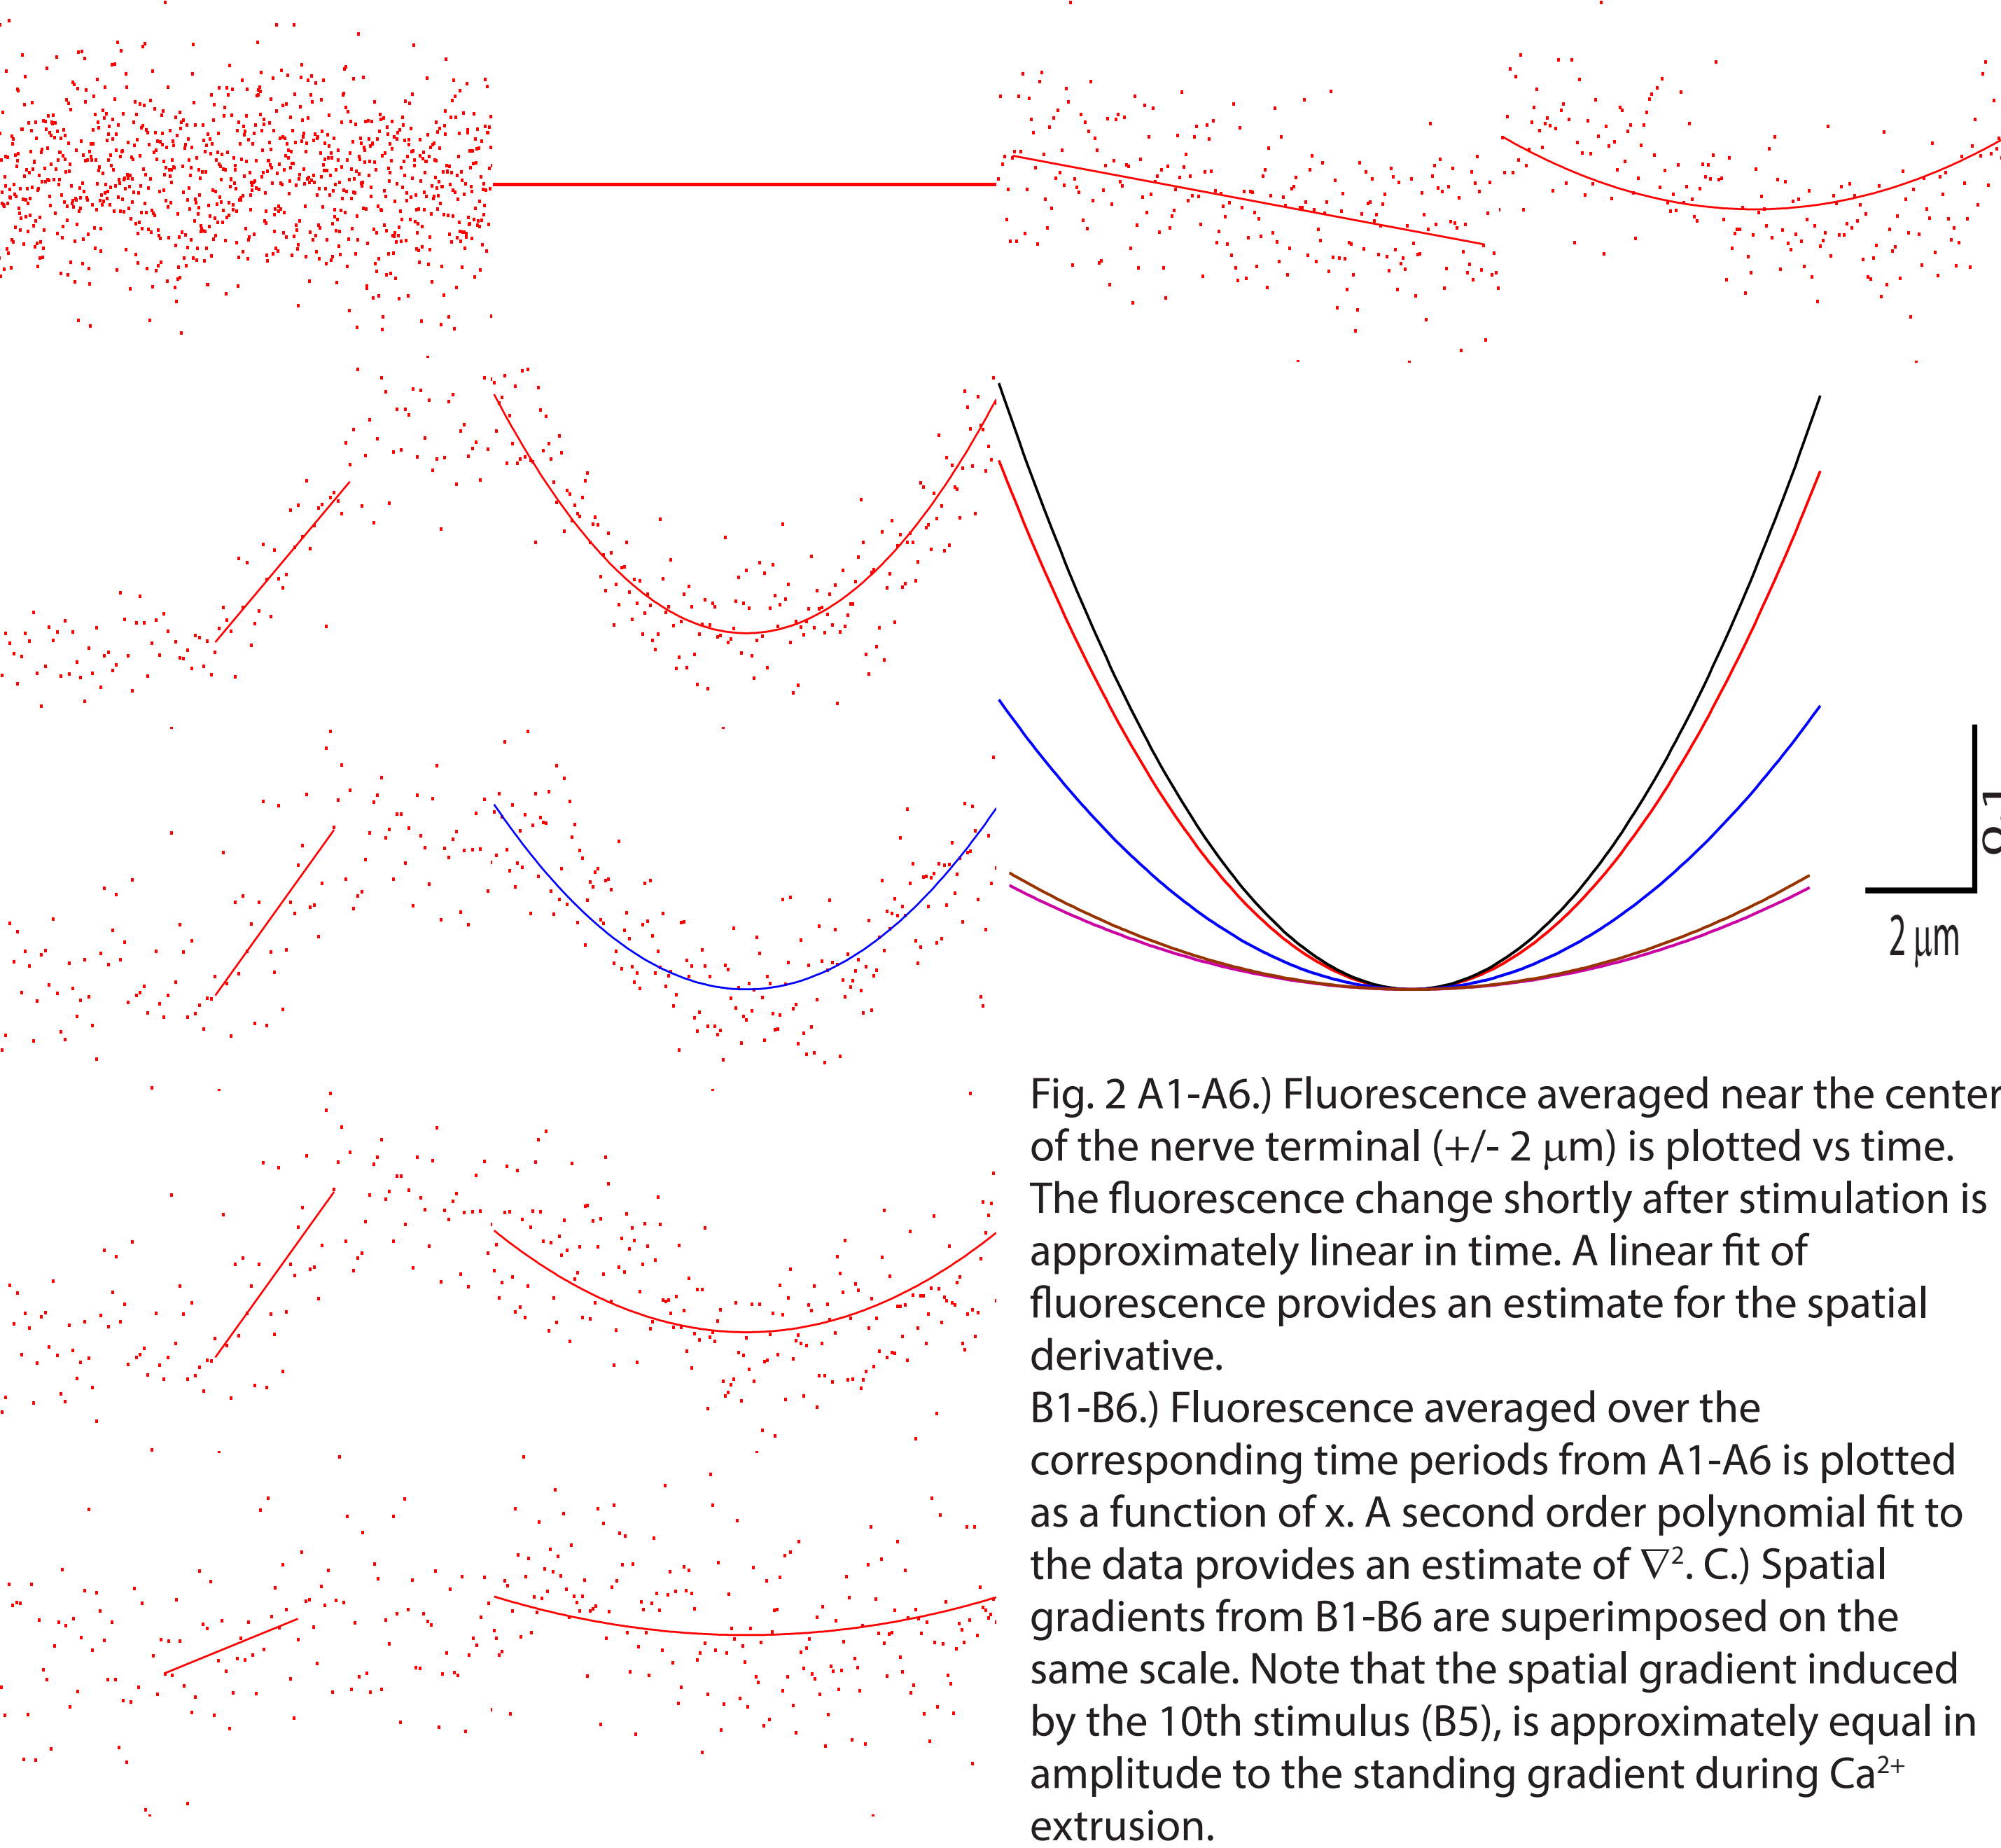 0.1
2 μm
Fig. 2 A1-A6.) Fluorescence averaged near the center
of the nerve terminal (+/- 2 μm) is plotted vs time.
The fluorescence change shortly after stimulation is
approximately linear in time. A linear fit of
fluorescence provides an estimate for the spatial
derivative.
B1-B6.) Fluorescence averaged over the
corresponding time periods from A1-A6 is plotted
as a function of x. A second order polynomial fit to
the data provides an estimate of ∇². C.) Spatial
gradients from B1-B6 are superimposed on the
same scale. Note that the spatial gradient induced
by the 10th stimulus (B5), is approximately equal in
amplitude to the standing gradient during Ca²⁺
extrusion.